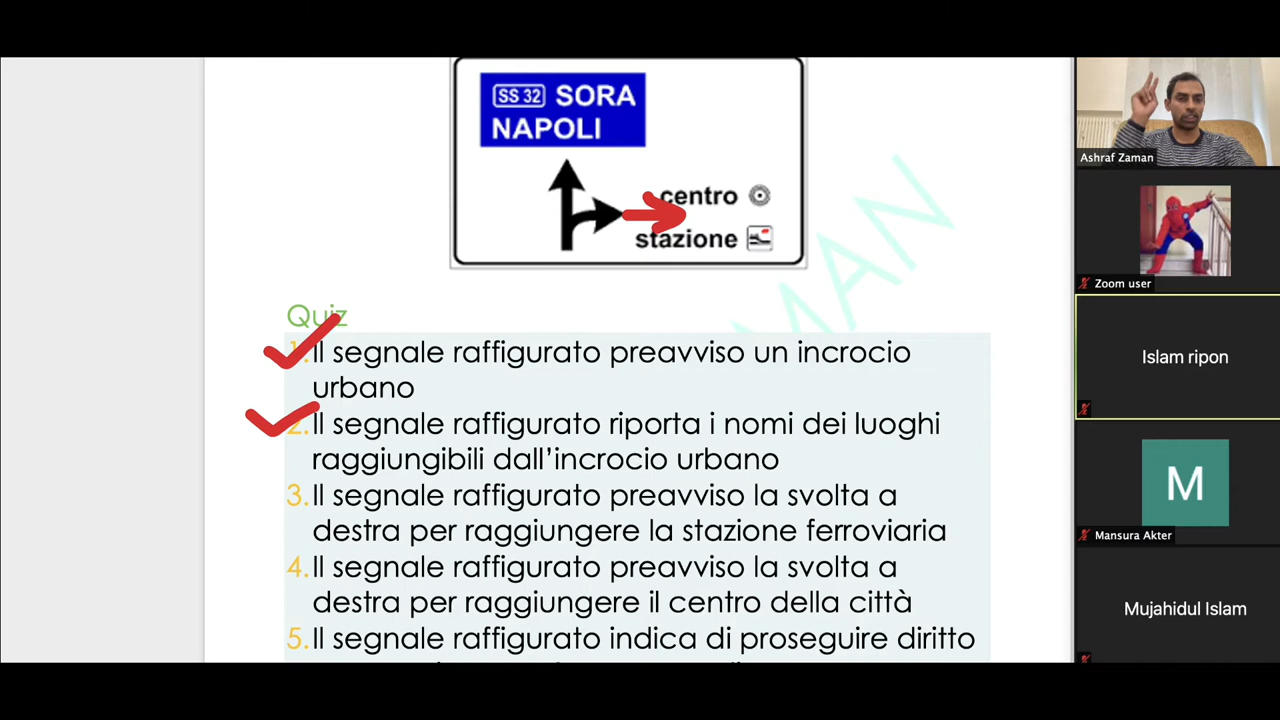 SS 32 SORA
NAPOLI
centro
stazione
MAN
Quiz
1. Il segnale raffigurato preavviso un incrocio
urbano
2. Il segnale raffigurato riporta i nomi dei luoghi
raggiungibili dall'incrocio urbano
3. Il segnale raffigurato preavviso la svolta a
destra per raggiungere la stazione ferroviaria
4. Il segnale raffigurato preavviso la svolta a
destra per raggiungere il centro della città
5. Il segnale raffigurato indica di proseguire diritto
Ashraf Zaman
Zoom user
Islam ripon
M
Mansura Akter
Mujahidul Islam